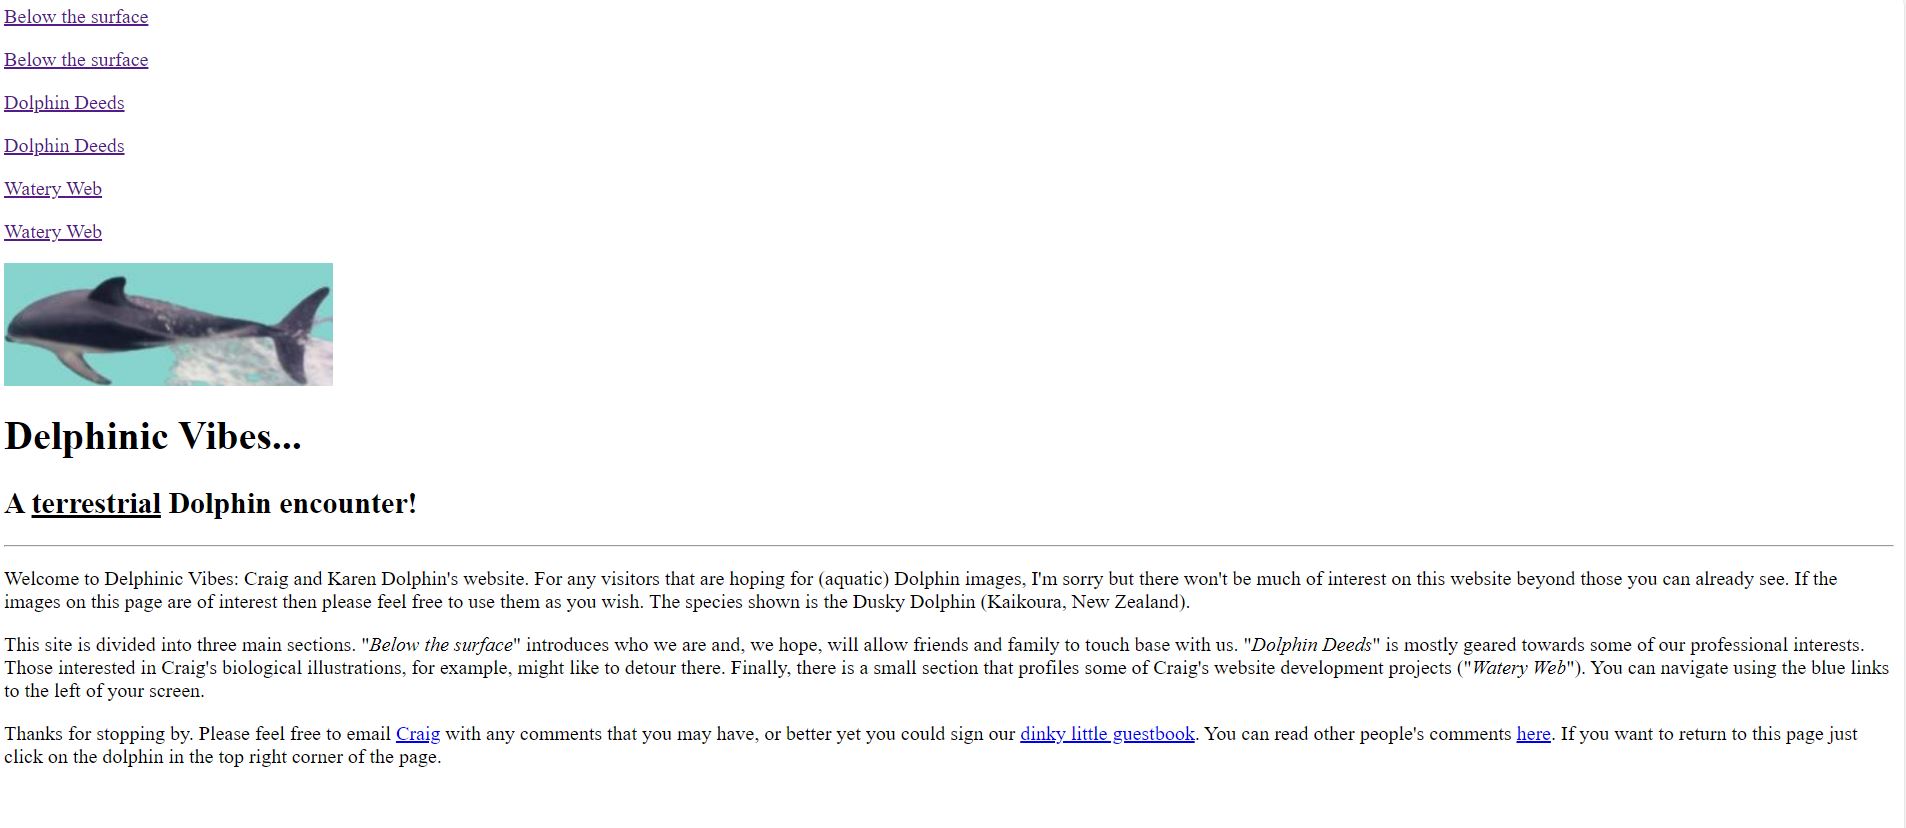 Below the surface
Below the surface
Dolphin Deeds
Dolphin Deeds
Watery Web
Watery Web
Delphinic Vibes...
A terrestrial Dolphin encounter!
Welcome to Delphinic Vibes: Craig and Karen Dolphin's website. For any visitors that are hoping for (aquatic) Dolphin images, I'm sorry but there won't be much of interest on this website beyond those you can already see. If the
images on this page are of interest then please feel free to use them as you wish. The species shown is the Dusky Dolphin (Kaikoura, New Zealand).
This site is divided into three main sections. "Below the surface" introduces who we are and, we hope, will allow friends and family to touch base with us. "Dolphin Deeds" is mostly geared towards some of our professional interests.
Those interested in Craig's biological illustrations, for example, might like to detour there. Finally, there is a small section that profiles some of Craig's website development projects ("Watery Web"). You can navigate using the blue links
to the left of your screen.
Thanks for stopping by. Please feel free to email Craig with any comments that you may have, or better yet you could sign our dinky little guestbook. You can read other people's comments here. If you want to return to this page just
click on the dolphin in the top right corner of the page.